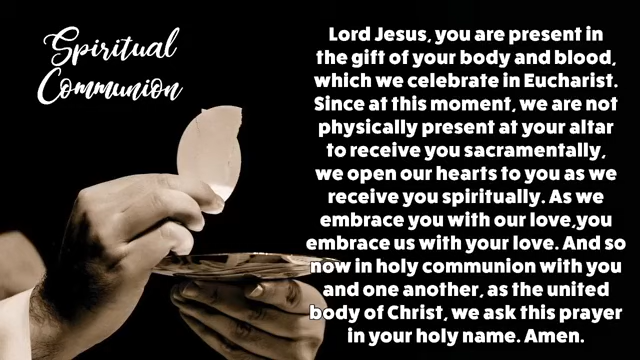 Spiritual
Communion
Lord Jesus, you are present in
the gift of your body and blood,
which we celebrate in Eucharist.
Since at this moment, we are not
physically present at your altar
to receive you sacramentally,
we open our hearts to you as we
receive you spiritually. As we
embrace you with our love,you
embrace us with your love. And so
now in holy communion with you
and one another, as the united
body of Christ, we ask this prayer
in your holy name. Amen.